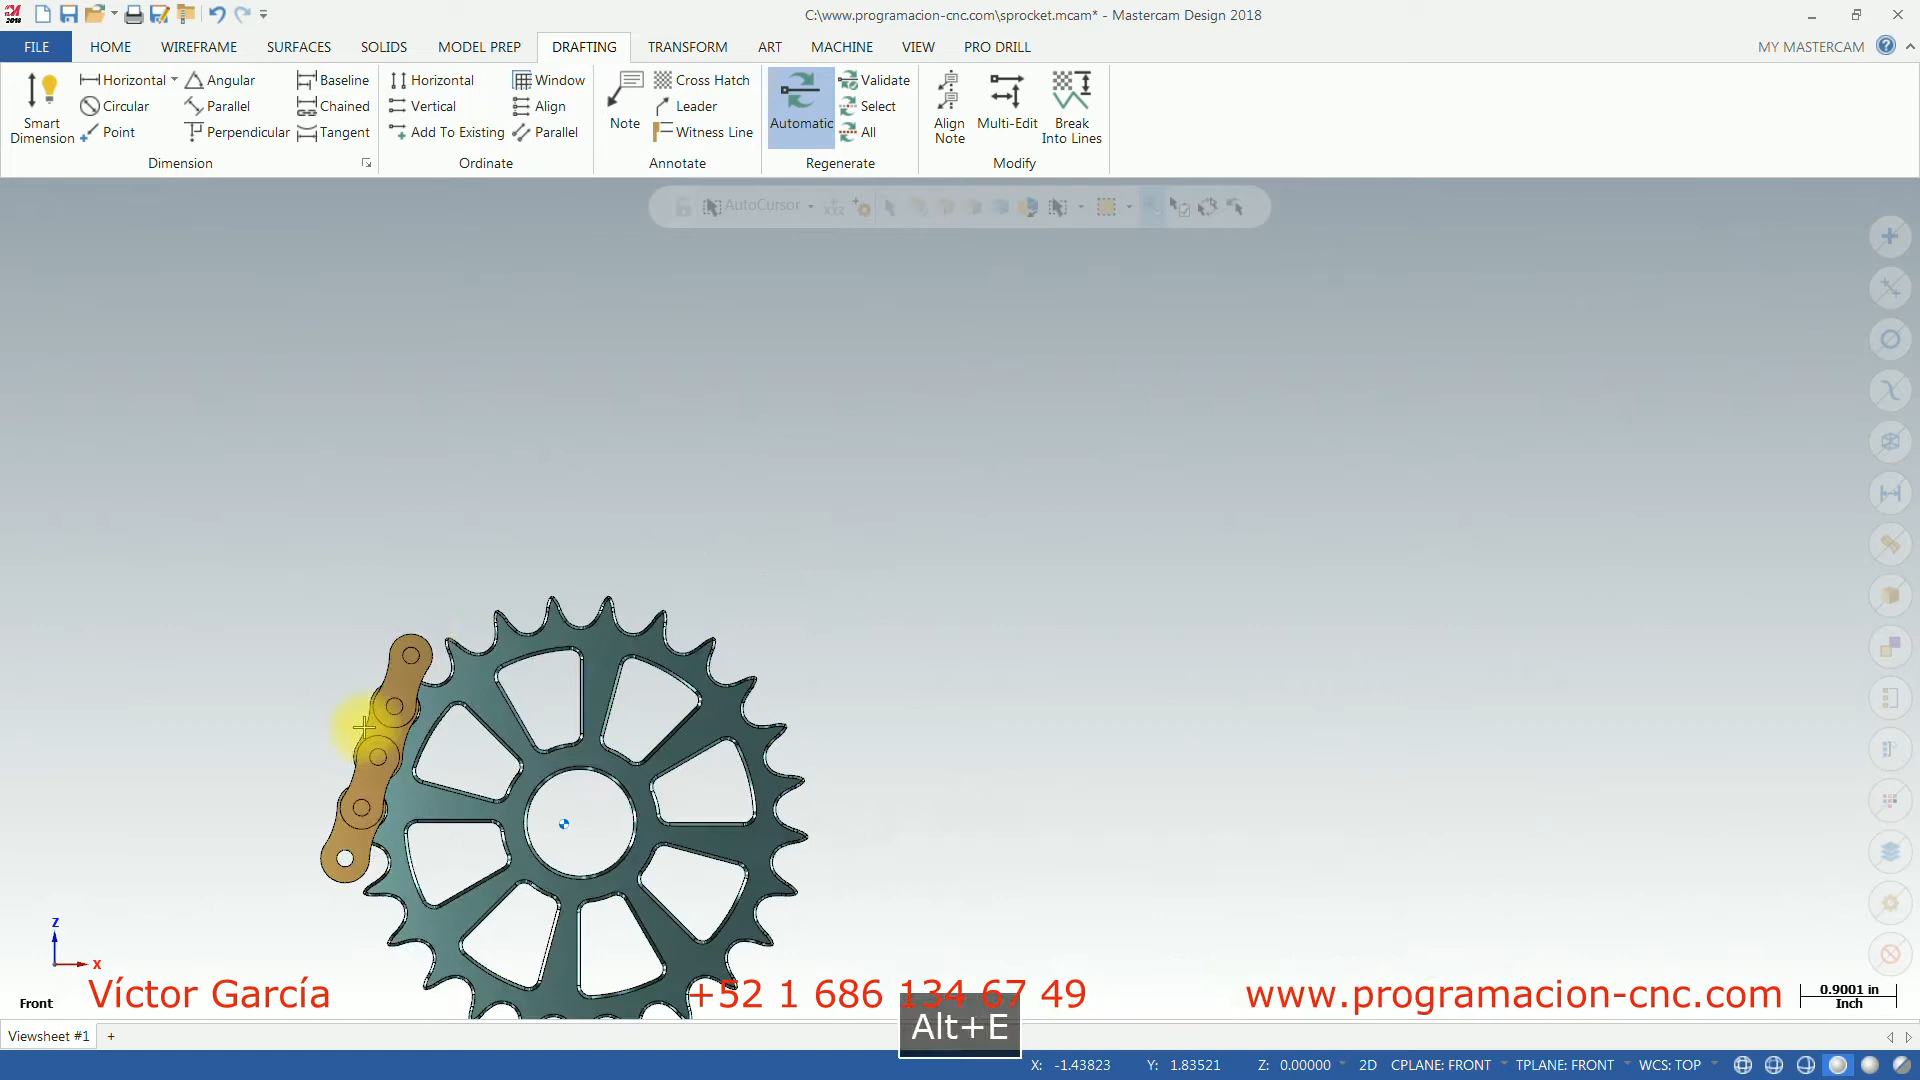 C:\www.programacion-cnc.com\sprocket.mcam* - Mastercam Design 2018
FILE HOME WIREFRAME SURFACES SOLIDS MODEL PREP DRAFTING TRANSFORM ART MACHINE VIEW PRO DRILL MY MASTERCAM
Smart Dimension
Horizontal Angular Baseline
Circular Parallel Chained
Point Perpendicular Tangent
Dimension
Horizontal Window
Vertical Align
Add To Existing Parallel
Ordinate
Note
Cross Hatch
Leader
Witness Line
Annotate
Automatic
Validate
Select
All
Regenerate
Align Note
Multi-Edit
Break Into Lines
Modify
AutoCursor
Z
X
Front
Víctor García +52 1 686 134 67 49 www.programacion-cnc.com
0.9001 in
Inch
Alt+E
Viewsheet #1 +
X: -1.43823 Y: 1.83521 Z: 0.00000 2D CPLANE: FRONT TPLANE: FRONT WCS: TOP